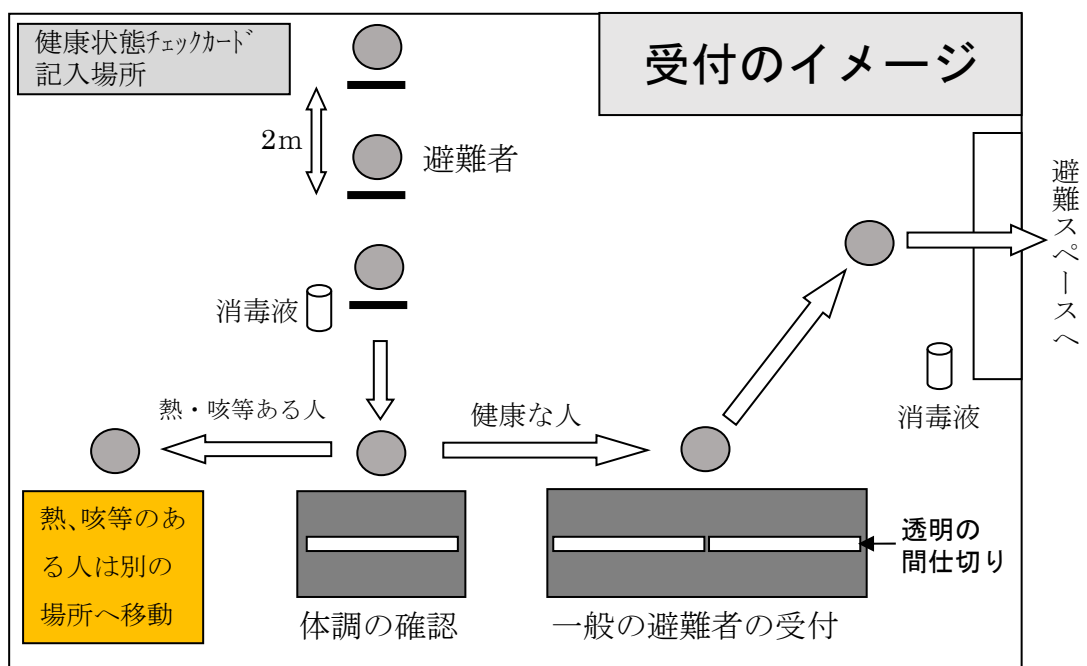 健康状態ﾁｪｯｸｶｰﾄﾞ
記入場所
受付のイメージ
2m
避難者
避難スペースへ
消毒液
消毒液
熱・咳等ある人
健康な人
熱、咳等のあ
る人は別の
場所へ移動
透明の
間仕切り
体調の確認
一般の避難者の受付